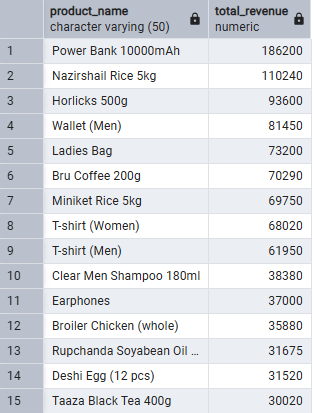 product_name total_revenue
character varying (50) numeric
1 Power Bank 10000mAh 186200
2 Nazirshail Rice 5kg 110240
3 Horlicks 500g 93600
4 Wallet (Men) 81450
5 Ladies Bag 73200
6 Bru Coffee 200g 70290
7 Miniket Rice 5kg 69750
8 T-shirt (Women) 68020
9 T-shirt (Men) 61950
10 Clear Men Shampoo 180ml 38380
11 Earphones 37000
12 Broiler Chicken (whole) 35880
13 Rupchanda Soyabean Oil ... 31675
14 Deshi Egg (12 pcs) 31520
15 Taaza Black Tea 400g 30020